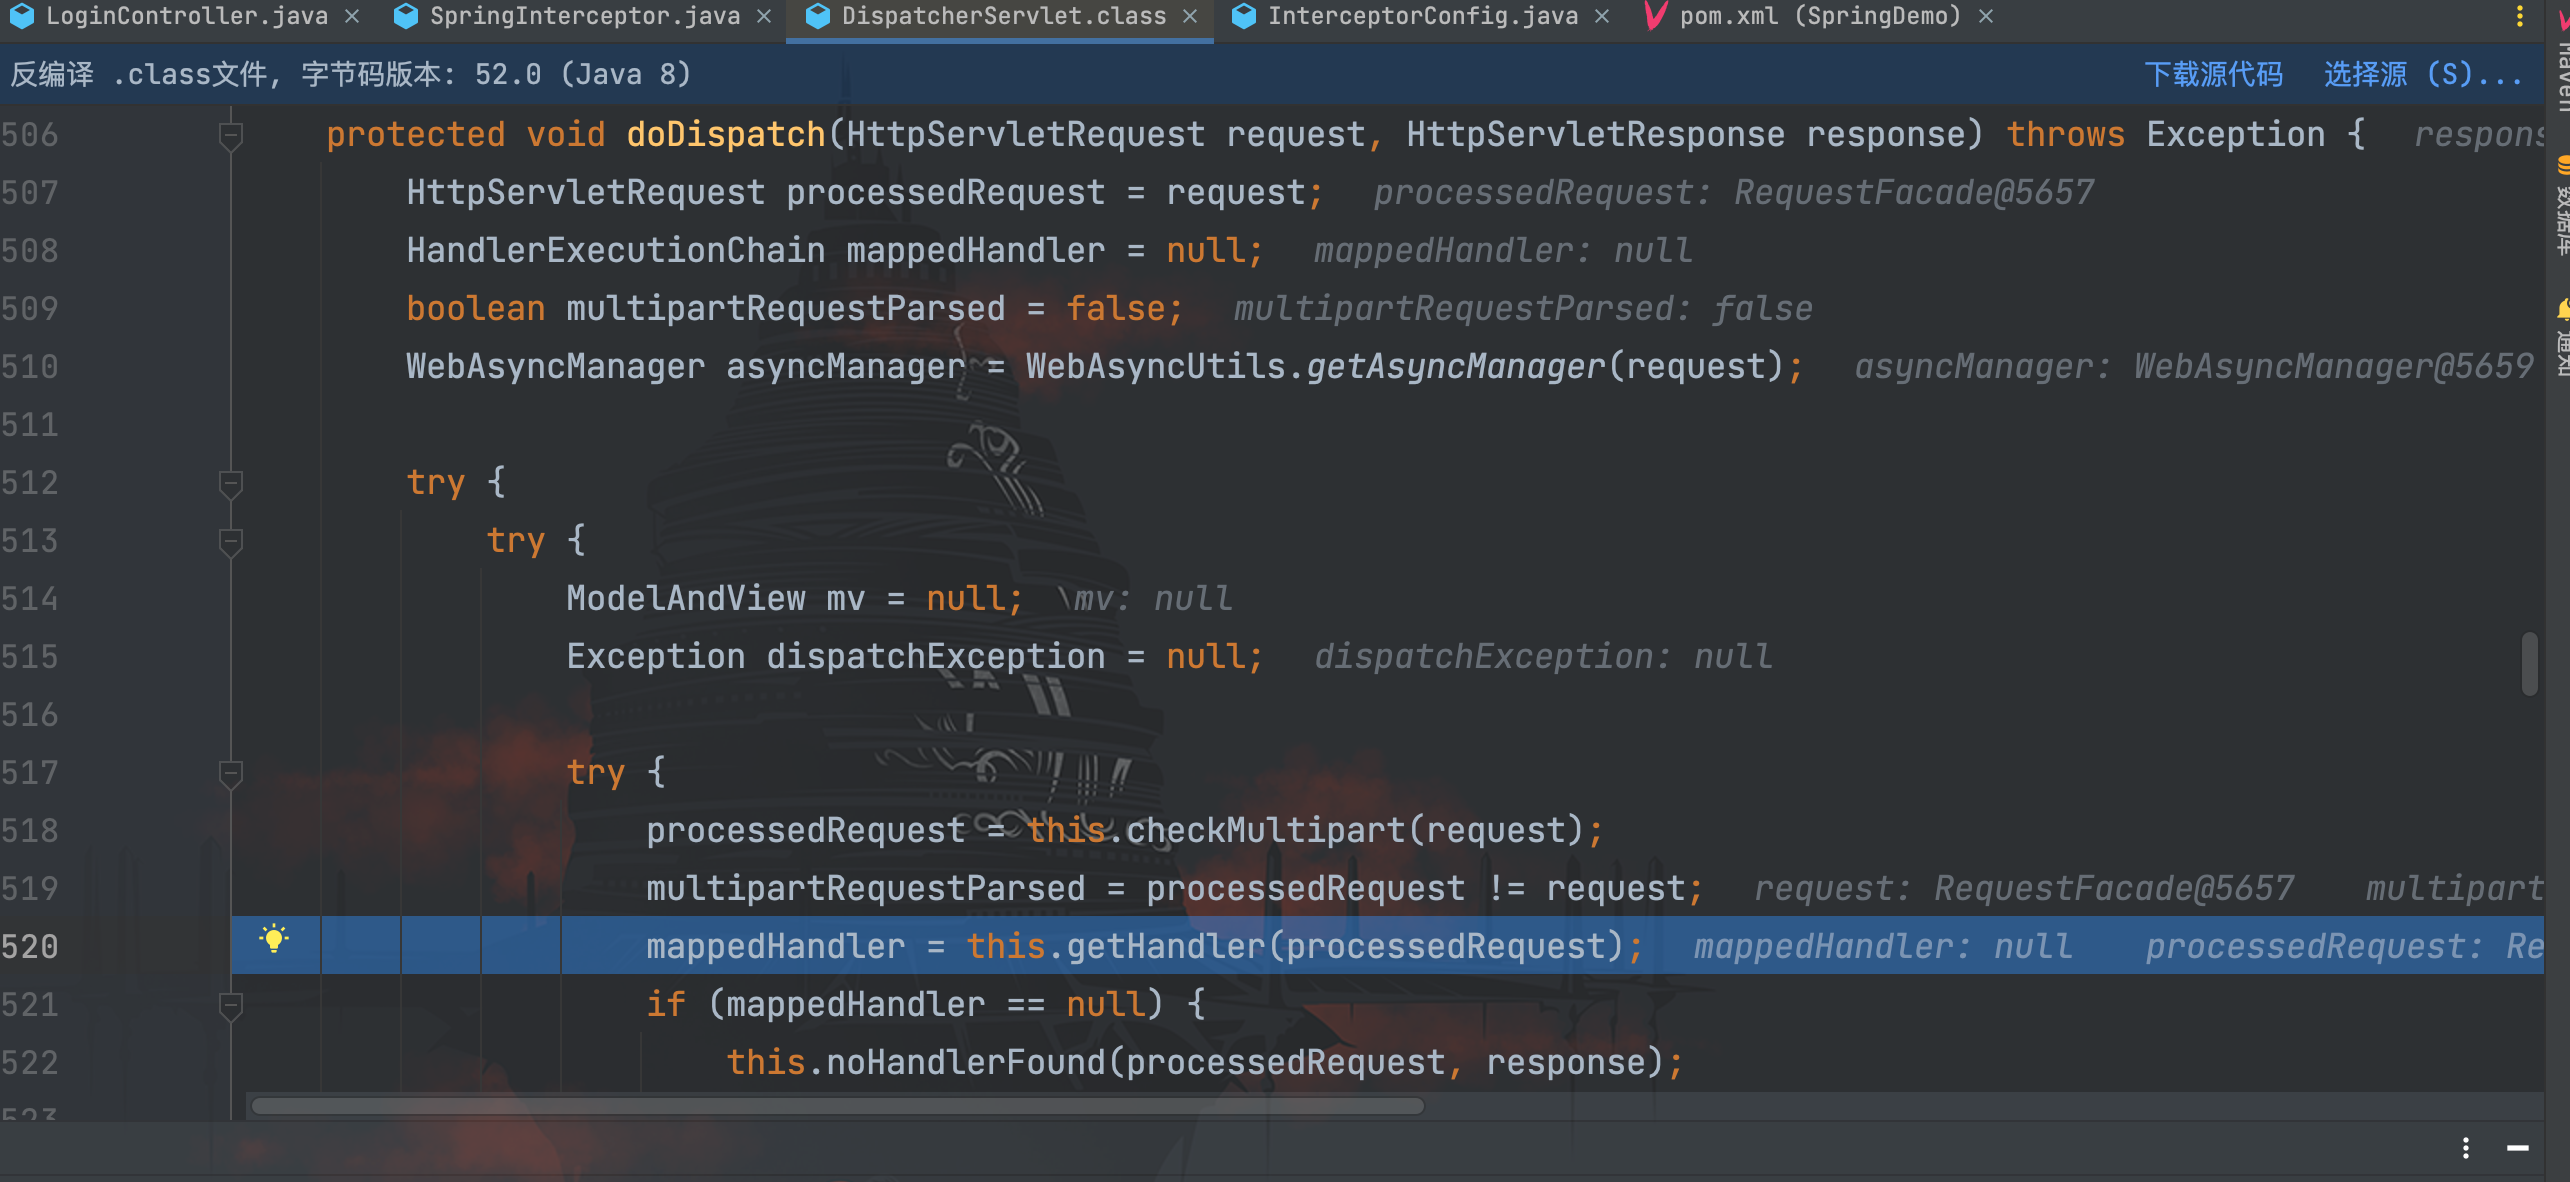 LoginController.java × SpringInterceptor.java × DispatcherServlet.class × InterceptorConfig.java × pom.xml (SpringDemo) ×
反编译 .class文件, 字节码版本: 52.0 (Java 8) 下载源代码 选择源 (S)...
506 protected void doDispatch(HttpServletRequest request, HttpServletResponse response) throws Exception { respons
507 HttpServletRequest processedRequest = request; processedRequest: RequestFacade@5657
508 HandlerExecutionChain mappedHandler = null; mappedHandler: null
509 boolean multipartRequestParsed = false; multipartRequestParsed: false
510 WebAsyncManager asyncManager = WebAsyncUtils.getAsyncManager(request); asyncManager: WebAsyncManager@5659
511
512 try {
513 try {
514 ModelAndView mv = null; mv: null
515 Exception dispatchException = null; dispatchException: null
516
517 try {
518 processedRequest = this.checkMultipart(request);
519 multipartRequestParsed = processedRequest != request; request: RequestFacade@5657 multipart
520 mappedHandler = this.getHandler(processedRequest); mappedHandler: null processedRequest: Re
521 if (mappedHandler == null) {
522 this.noHandlerFound(processedRequest, response);
523
Maven
数据库
通知